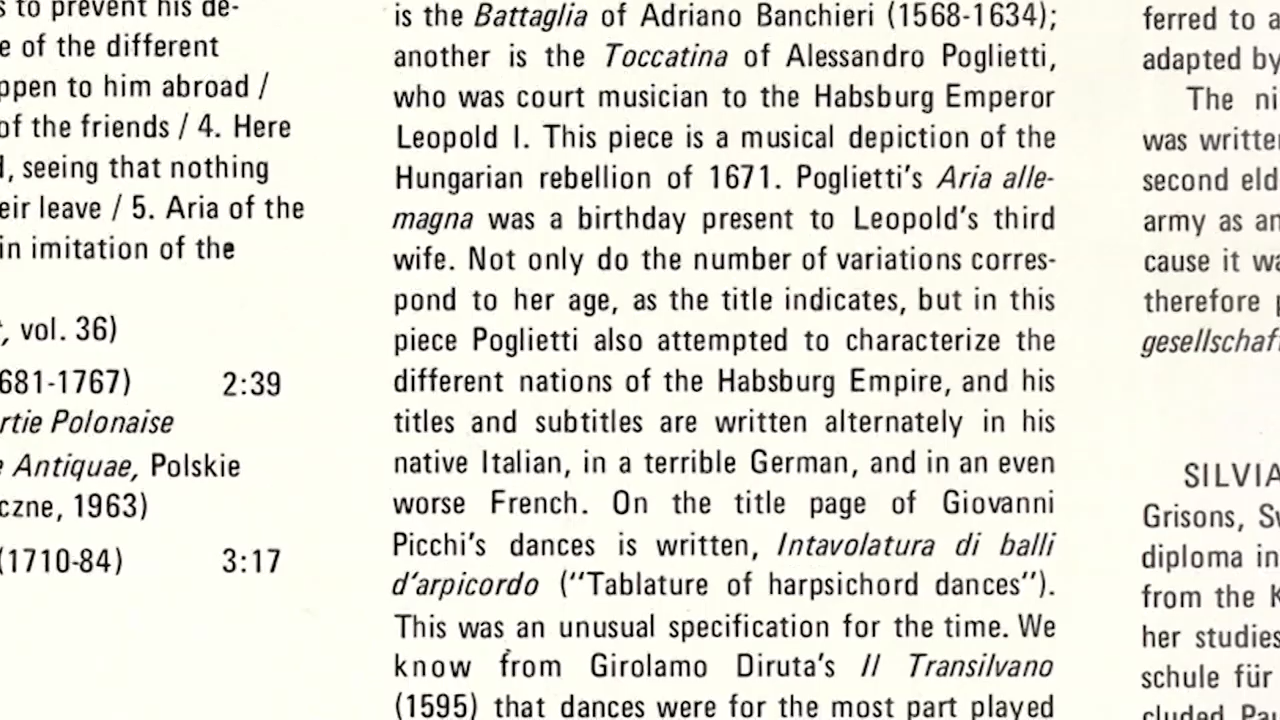 s to prevent his de-
e of the different
ppen to him abroad /
of the friends / 4. Here
d, seeing that nothing
eir leave / 5. Aria of the
in imitation of the
t, vol. 36)
681-1767) 2:39
rtie Polonaise
e Antiquae, Polskie
czne, 1963)
(1710-84) 3:17
is the Battaglia of Adriano Banchieri (1568-1634);
another is the Toccatina of Alessandro Poglietti,
who was court musician to the Habsburg Emperor
Leopold I. This piece is a musical depiction of the
Hungarian rebellion of 1671. Poglietti's Aria alle-
magna was a birthday present to Leopold's third
wife. Not only do the number of variations corres-
pond to her age, as the title indicates, but in this
piece Poglietti also attempted to characterize the
different nations of the Habsburg Empire, and his
titles and subtitles are written alternately in his
native Italian, in a terrible German, and in an even
worse French. On the title page of Giovanni
Picchi's dances is written, Intavolatura di balli
d'arpicordo ("Tablature of harpsichord dances").
This was an unusual specification for the time. We
know from Girolamo Diruta's Il Transilvano
(1595) that dances were for the most part played
ferred to a
adapted by
The ni
was writte
second eld
army as an
cause it wa
therefore p
gesellschaf
SILVIA
Grisons, Sw
diploma in
from the K
her studies
schule für
cluded Pau